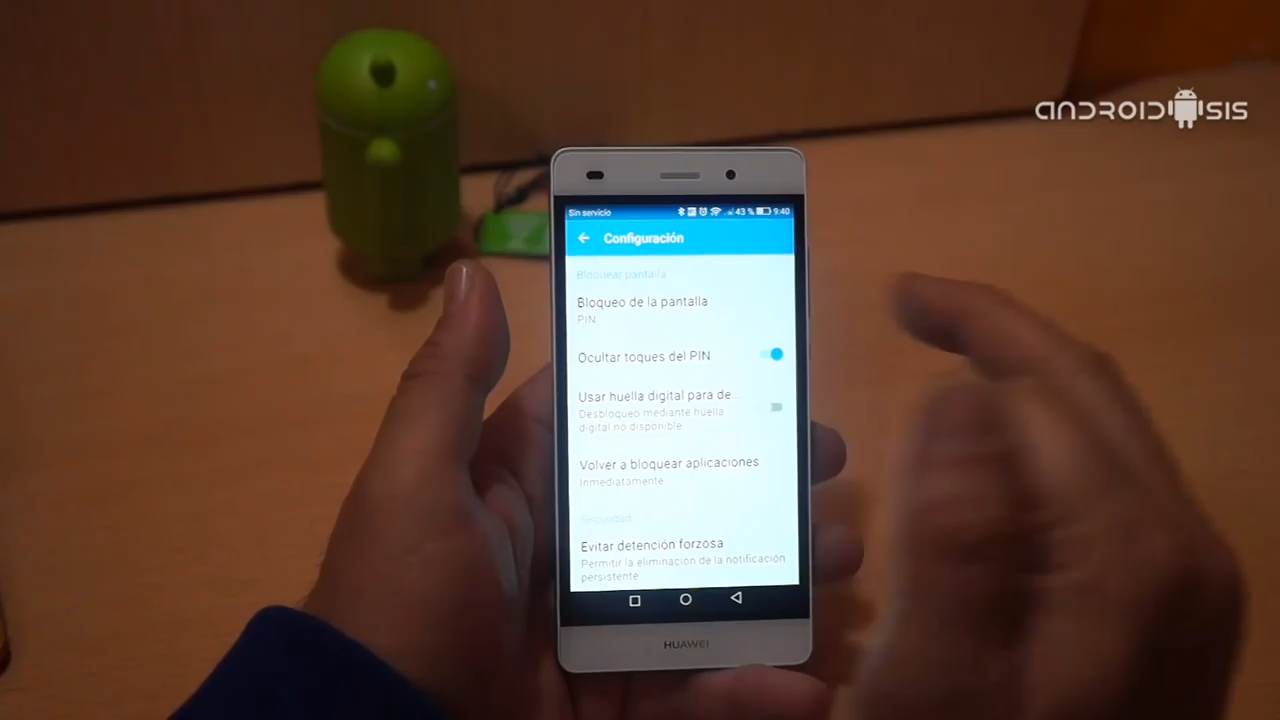 ANDROIDSIS
Sin servicio 43 % 9:40
Configuración
Bloquear pantalla
Bloqueo de la pantalla
PIN
Ocultar toques del PIN
Usar huella digital para de...
Desbloqueo mediante huella
digital no disponible
Volver a bloquear aplicaciones
Inmediatamente
Seguridad
Evitar detención forzosa
Permitir la eliminación de la notificación
persistente
HUAWEI